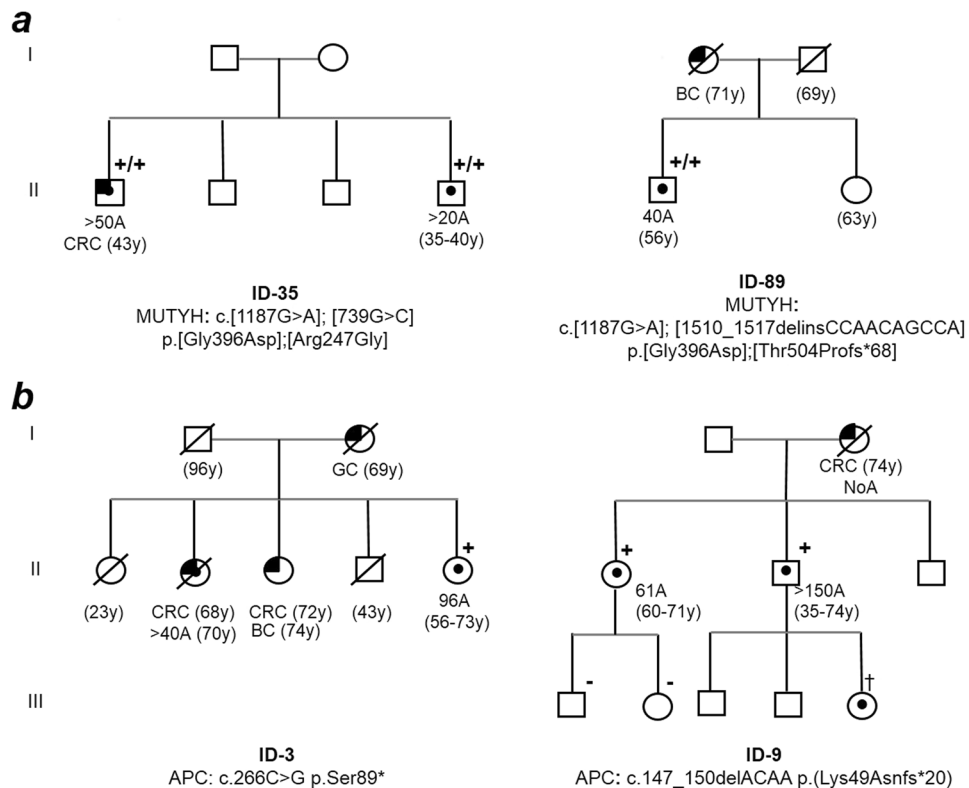 a
I
BC (71y)
(69y)
II
+/+
+/+
+/+
>50A
CRC (43y)
>20A
(35-40y)
40A
(56y)
(63y)
ID-35
MUTYH: c.[1187G>A]; [739G>C]
p.[Gly396Asp];[Arg247Gly]
ID-89
MUTYH:
c.[1187G>A]; [1510_1517delinsCCAACAGCCA]
p.[Gly396Asp];[Thr504Profs*68]
b
I
(96y)
GC (69y)
CRC (74y)
NoA
II
+
+
+
(23y)
CRC (68y)
>40A (70y)
CRC (72y)
BC (74y)
(43y)
96A
(56-73y)
61A
(60-71y)
>150A
(35-74y)
III
-
-
†
ID-3
APC: c.266C>G p.Ser89*
ID-9
APC: c.147_150delACAA p.(Lys49Asnfs*20)